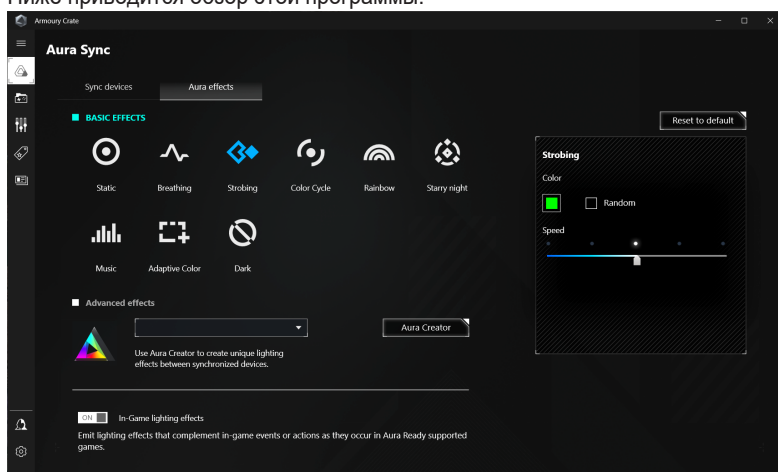 Ниже приводится обзор этой программы.
Armoury Crate
Aura Sync
Sync devices
Aura effects
BASIC EFFECTS
Reset to default
Static
Breathing
Strobing
Color Cycle
Rainbow
Starry night
Music
Adaptive Color
Dark
Strobing
Color
Random
Speed
Advanced effects
Aura Creator
Use Aura Creator to create unique lighting
effects between synchronized devices.
ON
In-Game lighting effects
Emit lighting effects that complement in-game events or actions as they occur in Aura Ready supported
games.